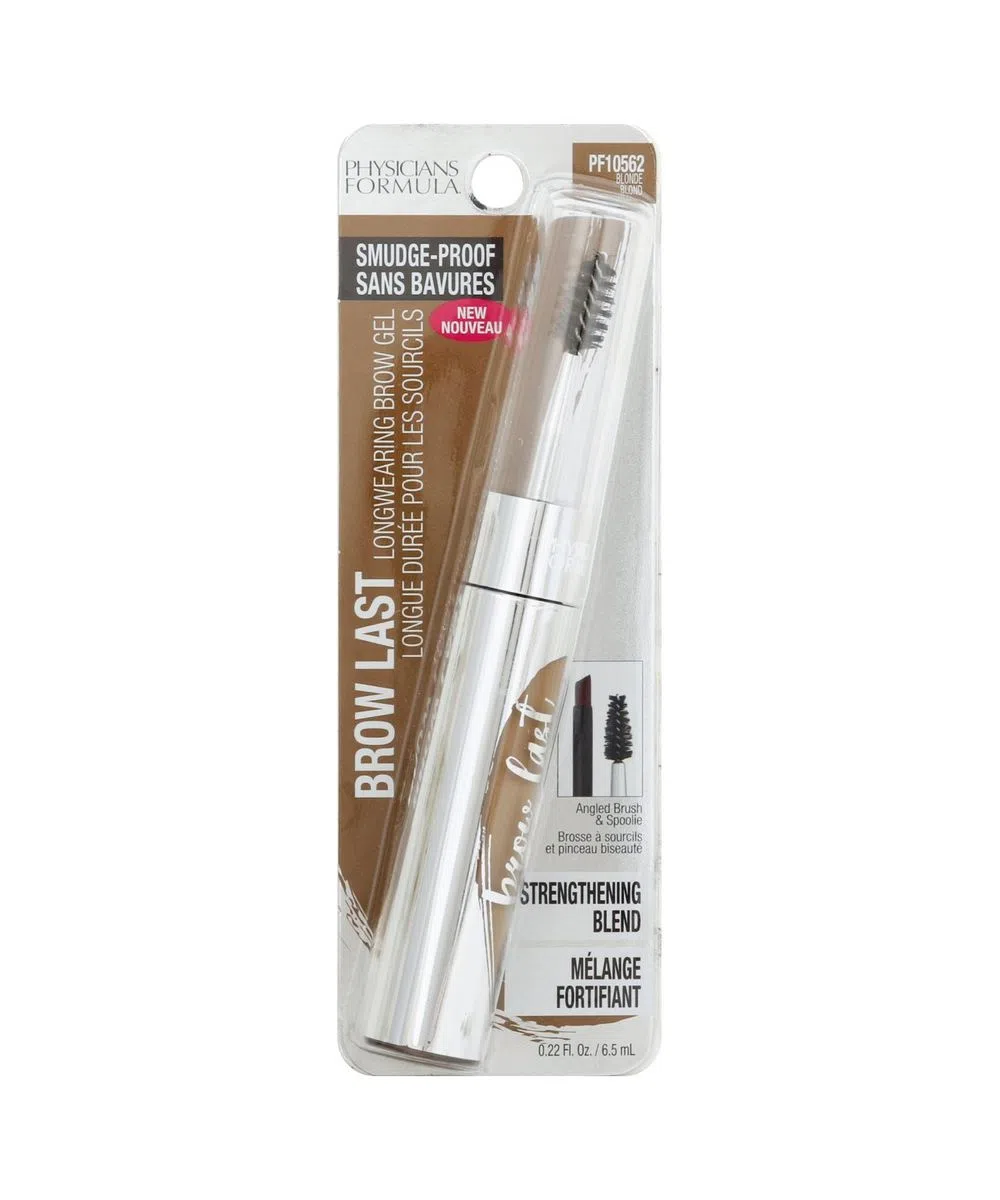 PHYSICIANS
FORMULA
PF10562
BLONDE
BLOND
SMUDGE-PROOF
SANS BAVURES
NEW
NOUVEAU
BROW LAST LONGWEARING BROW GEL
LONGUE DURÉE POUR LES SOURCILS
brow last
Angled Brush
& Spoolie
Brosse à sourcils
et pinceau biseauté
STRENGTHENING
BLEND
MÉLANGE
FORTIFIANT
0.22 Fl. Oz. / 6.5 mL